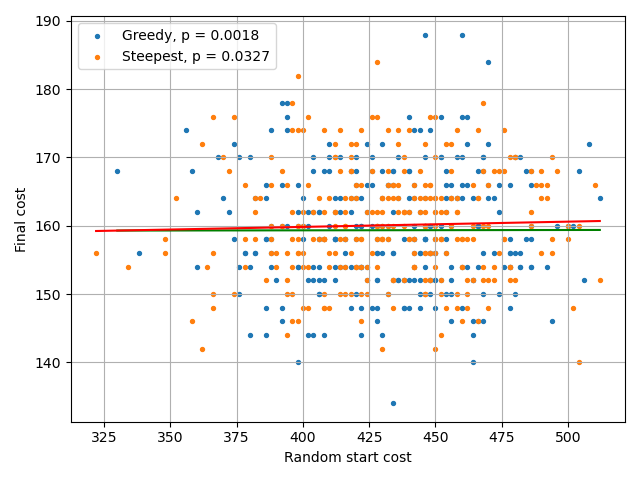 Greedy, p = 0.0018
Steepest, p = 0.0327
Final cost
190
180
170
160
150
140
325 350 375 400 425 450 475 500
Random start cost